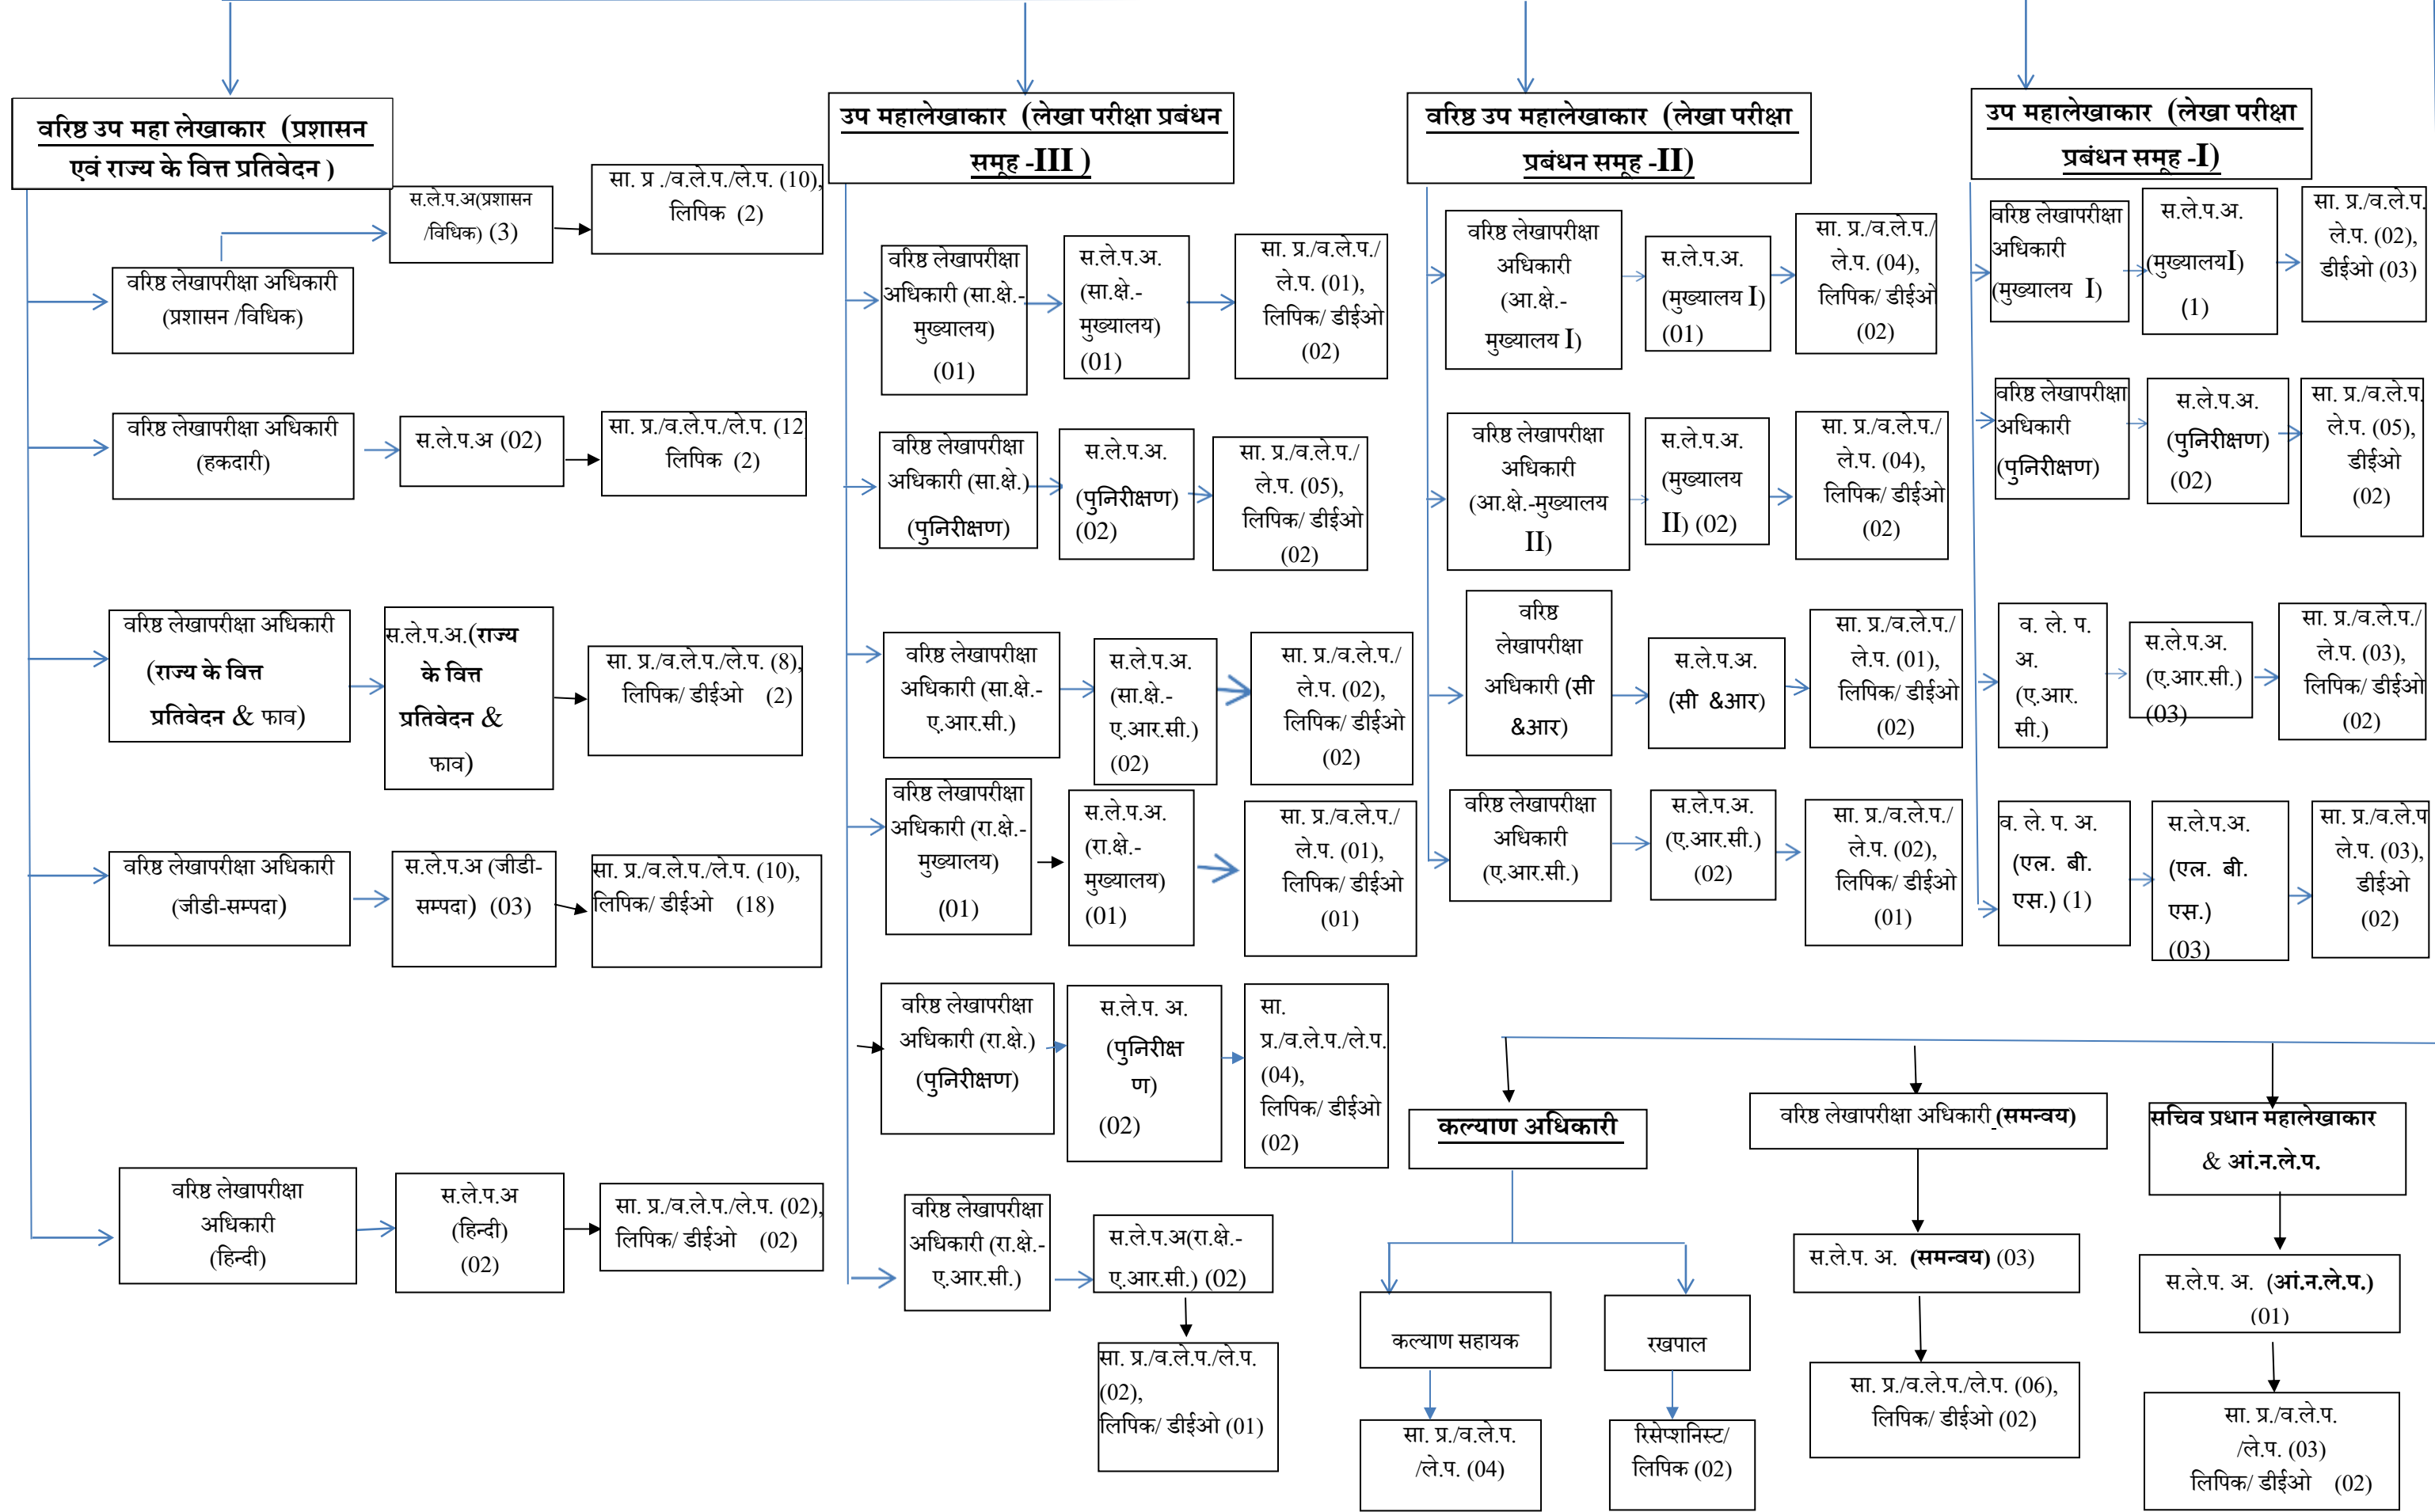 वरिष्ठ उप महा लेखाकार (प्रशासन
एवं राज्य के वित्त प्रतिवेदन )
वरिष्ठ लेखापरीक्षा अधिकारी
(प्रशासन /विधिक)
स.ले.प.अ(प्रशासन
/विधिक) (3)
सा. प्र ./व.ले.प./ले.प. (10),
लिपिक (2)
वरिष्ठ लेखापरीक्षा अधिकारी
(हकदारी)
स.ले.प.अ (02)
सा. प्र./व.ले.प./ले.प. (12
लिपिक (2)
वरिष्ठ लेखापरीक्षा अधिकारी
(राज्य के वित्त
प्रतिवेदन & फाव)
स.ले.प.अ.(राज्य
के वित्त
प्रतिवेदन &
फाव)
सा. प्र./व.ले.प./ले.प. (8),
लिपिक/ डीईओ (2)
वरिष्ठ लेखापरीक्षा अधिकारी
(जीडी-सम्पदा)
स.ले.प.अ (जीडी-
सम्पदा) (03)
सा. प्र./व.ले.प./ले.प. (10),
लिपिक/ डीईओ (18)
वरिष्ठ लेखापरीक्षा
अधिकारी
(हिन्दी)
स.ले.प.अ
(हिन्दी)
(02)
सा. प्र./व.ले.प./ले.प. (02),
लिपिक/ डीईओ (02)
उप महालेखाकार (लेखा परीक्षा प्रबंधन
समूह -III )
वरिष्ठ लेखापरीक्षा
अधिकारी (सा.क्षे.-
मुख्यालय)
(01)
स.ले.प.अ.
(सा.क्षे.-
मुख्यालय)
(01)
सा. प्र./व.ले.प./
ले.प. (01),
लिपिक/ डीईओ
(02)
वरिष्ठ लेखापरीक्षा
अधिकारी (सा.क्षे.)
(पुनिरीक्षण)
स.ले.प.अ.
(पुनिरीक्षण)
(02)
सा. प्र./व.ले.प./
ले.प. (05),
लिपिक/ डीईओ
(02)
वरिष्ठ लेखापरीक्षा
अधिकारी (सा.क्षे.-
ए.आर.सी.)
स.ले.प.अ.
(सा.क्षे.-
ए.आर.सी.)
(02)
सा. प्र./व.ले.प./
ले.प. (02),
लिपिक/ डीईओ
(02)
वरिष्ठ लेखापरीक्षा
अधिकारी (रा.क्षे.-
मुख्यालय)
(01)
स.ले.प.अ.
(रा.क्षे.-
मुख्यालय)
(01)
सा. प्र./व.ले.प./
ले.प. (01),
लिपिक/ डीईओ
(01)
वरिष्ठ लेखापरीक्षा
अधिकारी (रा.क्षे.)
(पुनिरीक्षण)
स.ले.प. अ.
(पुनिरीक्ष
ण)
(02)
सा.
प्र./व.ले.प./ले.प.
(04),
लिपिक/ डीईओ
(02)
वरिष्ठ लेखापरीक्षा
अधिकारी (रा.क्षे.-
ए.आर.सी.)
स.ले.प.अ(रा.क्षे.-
ए.आर.सी.) (02)
सा. प्र./व.ले.प./ले.प.
(02),
लिपिक/ डीईओ (01)
वरिष्ठ उप महालेखाकार (लेखा परीक्षा
प्रबंधन समूह -II)
वरिष्ठ लेखापरीक्षा
अधिकारी
(आ.क्षे.-
मुख्यालय I)
स.ले.प.अ.
(मुख्यालय I)
(01)
सा. प्र./व.ले.प./
ले.प. (04),
लिपिक/ डीईओ
(02)
वरिष्ठ लेखापरीक्षा
अधिकारी
(आ.क्षे.-मुख्यालय
II)
स.ले.प.अ.
(मुख्यालय
II) (02)
सा. प्र./व.ले.प./
ले.प. (04),
लिपिक/ डीईओ
(02)
वरिष्ठ
लेखापरीक्षा
अधिकारी (सी
&आर)
स.ले.प.अ.
(सी &आर)
सा. प्र./व.ले.प./
ले.प. (01),
लिपिक/ डीईओ
(02)
वरिष्ठ लेखापरीक्षा
अधिकारी
(ए.आर.सी.)
स.ले.प.अ.
(ए.आर.सी.)
(02)
सा. प्र./व.ले.प./
ले.प. (02),
लिपिक/ डीईओ
(01)
उप महालेखाकार (लेखा परीक्षा
प्रबंधन समूह -I)
वरिष्ठ लेखापरीक्षा
अधिकारी
(मुख्यालय I)
स.ले.प.अ.
(मुख्यालयI)
(1)
सा. प्र./व.ले.प.
ले.प. (02),
डीईओ (03)
वरिष्ठ लेखापरीक्षा
अधिकारी
(पुनिरीक्षण)
स.ले.प.अ.
(पुनिरीक्षण)
(02)
सा. प्र./व.ले.प.
ले.प. (05),
डीईओ
(02)
व. ले. प.
अ.
(ए.आर.
सी.)
स.ले.प.अ.
(ए.आर.सी.)
(03)
सा. प्र./व.ले.प./
ले.प. (03),
लिपिक/ डीईओ
(02)
व. ले. प. अ.
(एल. बी.
एस.) (1)
स.ले.प.अ.
(एल. बी.
एस.)
(03)
सा. प्र./व.ले.प
ले.प. (03),
डीईओ
(02)
कल्याण अधिकारी
कल्याण सहायक
सा. प्र./व.ले.प.
/ले.प. (04)
रखपाल
रिसेप्शनिस्ट/
लिपिक (02)
वरिष्ठ लेखापरीक्षा अधिकारी (समन्वय)
स.ले.प. अ. (समन्वय) (03)
सा. प्र./व.ले.प./ले.प. (06),
लिपिक/ डीईओ (02)
सचिव प्रधान महालेखाकार
& आं.न.ले.प.
स.ले.प. अ. (आं.न.ले.प.)
(01)
सा. प्र./व.ले.प.
/ले.प. (03)
लिपिक/ डीईओ (02)